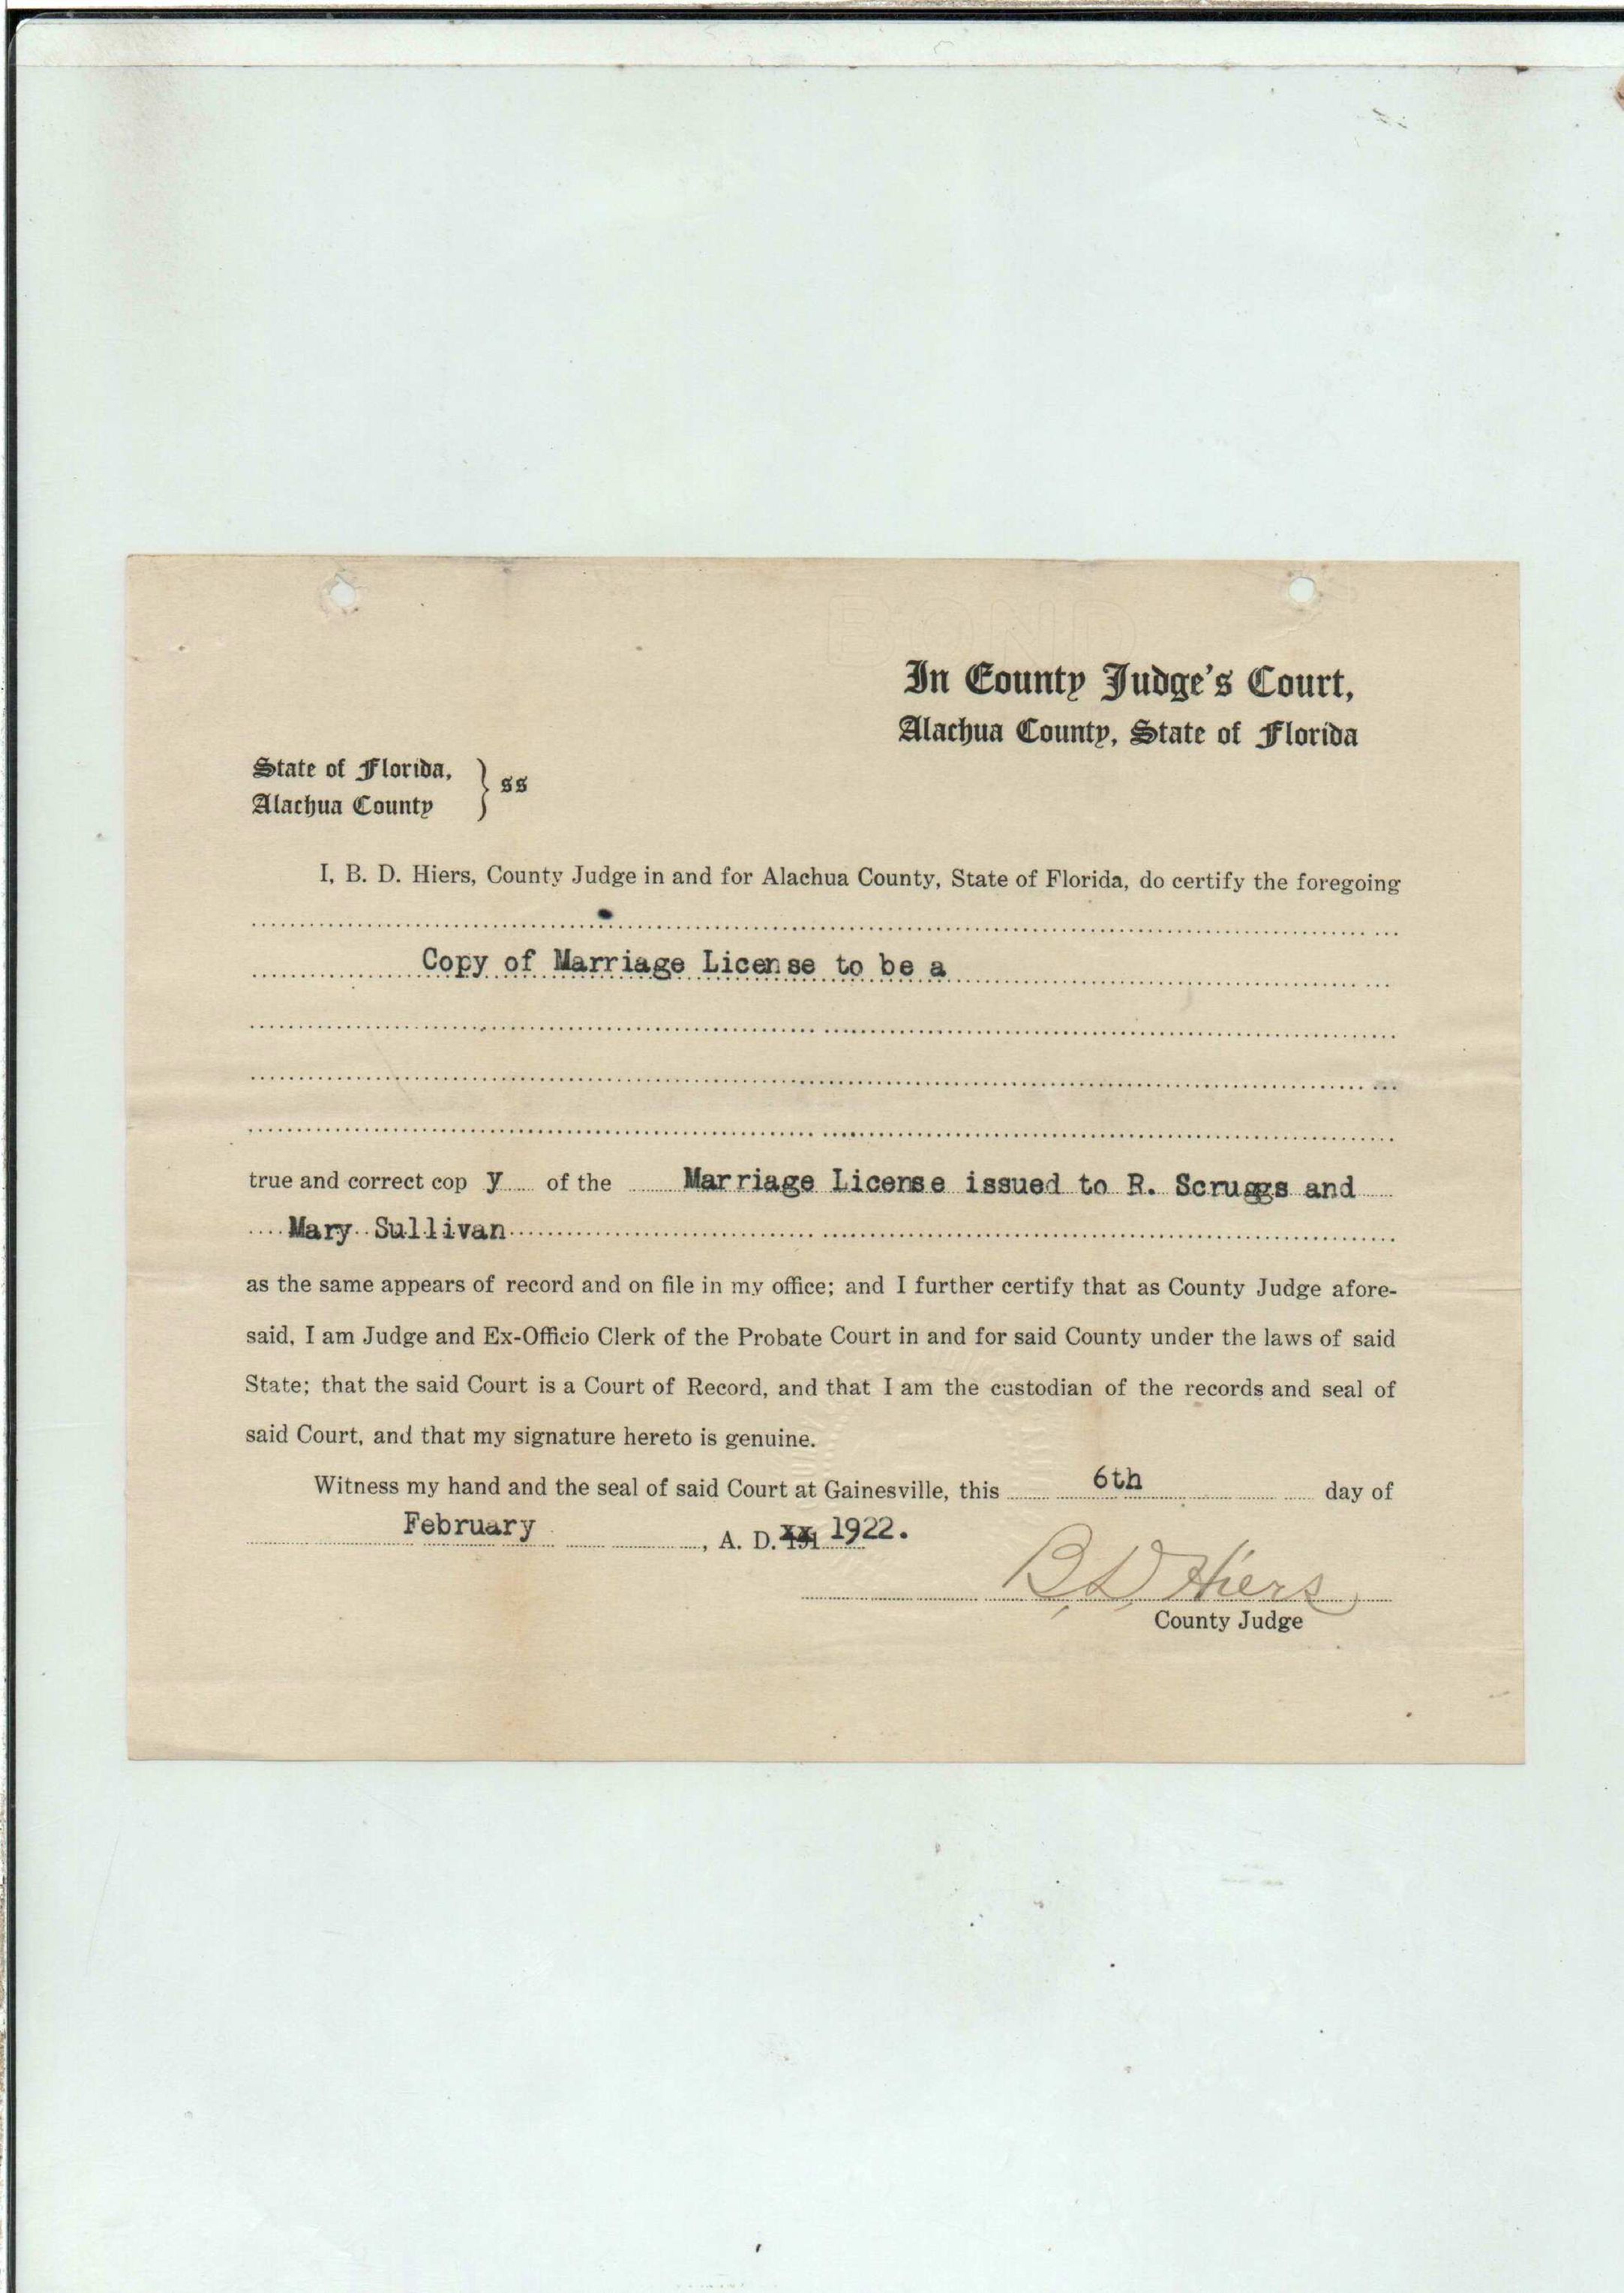 BOND
In County Judge's Court,
Alachua County, State of Florida
State of Florida,
Alachua County } ss
I, B. D. Hiers, County Judge in and for Alachua County, State of Florida, do certify the foregoing
Copy of Marriage License to be a
true and correct cop y of the Marriage License issued to R. Scruggs and
Mary Sullivan
as the same appears of record and on file in my office; and I further certify that as County Judge afore-
said, I am Judge and Ex-Officio Clerk of the Probate Court in and for said County under the laws of said
State; that the said Court is a Court of Record, and that I am the custodian of the records and seal of
said Court, and that my signature hereto is genuine.
Witness my hand and the seal of said Court at Gainesville, this 6th day of
February, A. D. 191 1922.
B. D. Hiers
County Judge